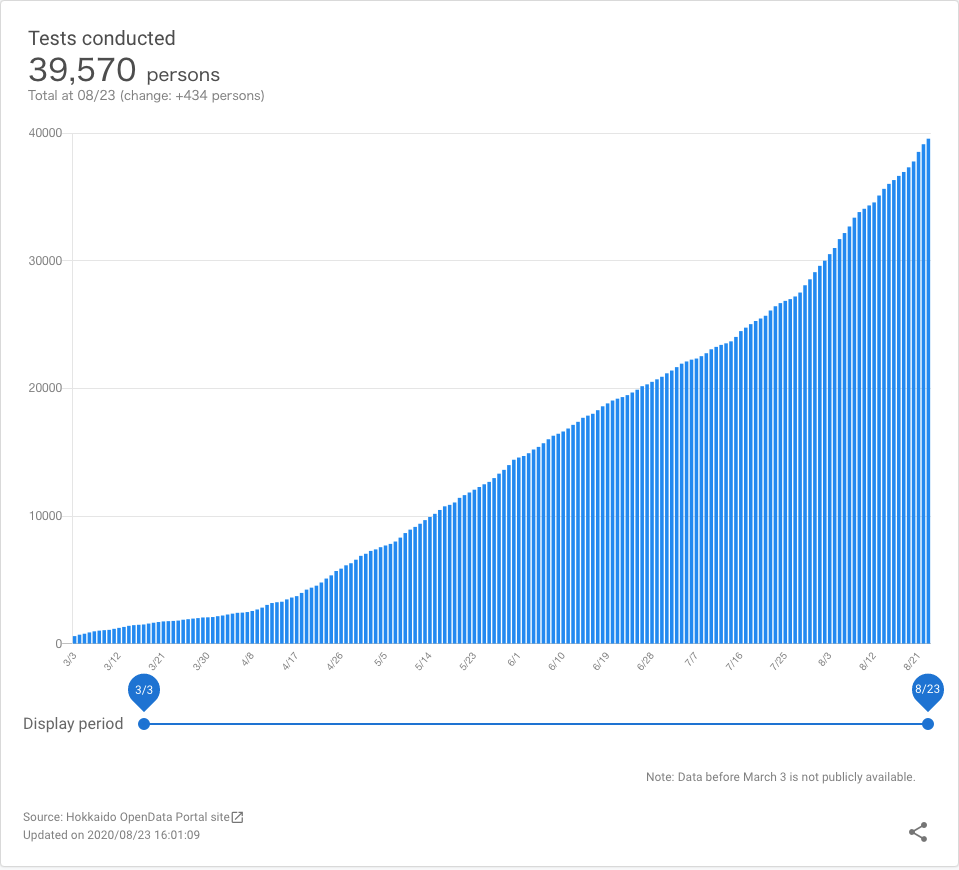 Tests conducted
39,570 persons
Total at 08/23 (change: +434 persons)
40000
30000
20000
10000
0
3/3 3/12 3/21 3/30 4/8 4/17 4/26 5/5 5/14 5/23 6/1 6/10 6/19 6/28 7/7 7/16 7/25 8/3 8/12 8/21
3/3 8/23
Display period
Note: Data before March 3 is not publicly available.
Source: Hokkaido OpenData Portal site
Updated on 2020/08/23 16:01:09